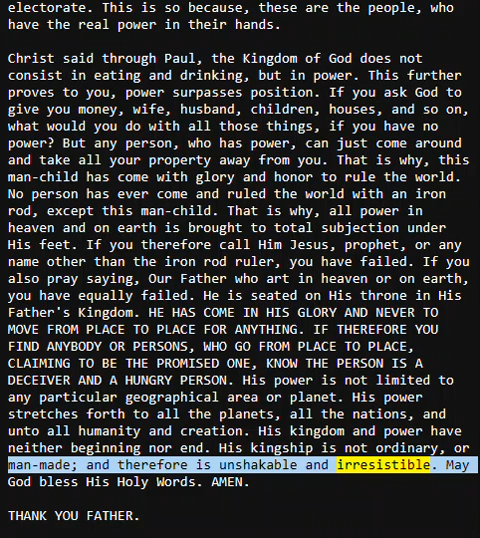 electorate. This is so because, these are the people, who
have the real power in their hands.

Christ said through Paul, the Kingdom of God does not
consist in eating and drinking, but in power. This further
proves to you, power surpasses position. If you ask God to
give you money, wife, husband, children, houses, and so on,
what would you do with all those things, if you have no
power? But any person, who has power, can just come around
and take all your property away from you. That is why, this
man-child has come with glory and honor to rule the world.
No person has ever come and ruled the world with an iron
rod, except this man-child. That is why, all power in
heaven and on earth is brought to total subjection under
His feet. If you therefore call Him Jesus, prophet, or any
name other than the iron rod ruler, you have failed. If you
also pray saying, Our Father who art in heaven or on earth,
you have equally failed. He is seated on His throne in His
Father's Kingdom. HE HAS COME IN HIS GLORY AND NEVER TO
MOVE FROM PLACE TO PLACE FOR ANYTHING. IF THEREFORE YOU
FIND ANYBODY OR PERSONS, WHO GO FROM PLACE TO PLACE,
CLAIMING TO BE THE PROMISED ONE, KNOW THE PERSON IS A
DECEIVER AND A HUNGRY PERSON. His power is not limited to
any particular geographical area or planet. His power
stretches forth to all the planets, all the nations, and
unto all humanity and creation. His kingdom and power have
neither beginning nor end. His kingship is not ordinary, or
man-made; and therefore is unshakable and irresistible. May
God bless His Holy Words. AMEN.

THANK YOU FATHER.